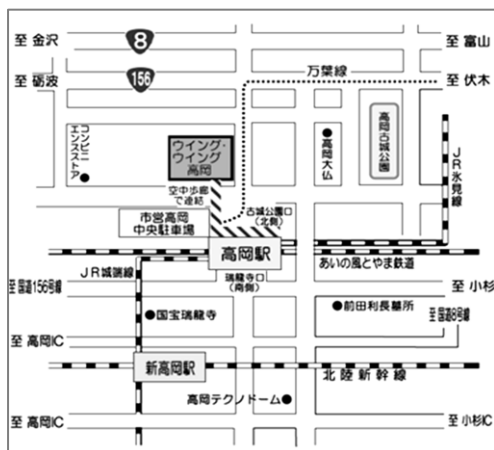 至 金沢
8
至 富山
至 砺波
156
万葉線
至 伏木
コンビニ
エンスストア
ウイング・
ウイング
高岡
高岡大仏
高岡古城公園
JR氷見線
空中歩廊
で連結
市営高岡
中央駐車場
古城公園口
(北側)
高岡駅
あいの風とやま鉄道
JR城端線
瑞龍寺口
(南側)
至国道156号線
至 小杉
国宝瑞龍寺
前田利長墓所
至国道8号線
至 高岡IC
新高岡駅
北陸新幹線
高岡テクノドーム
至 高岡IC
至 小杉IC